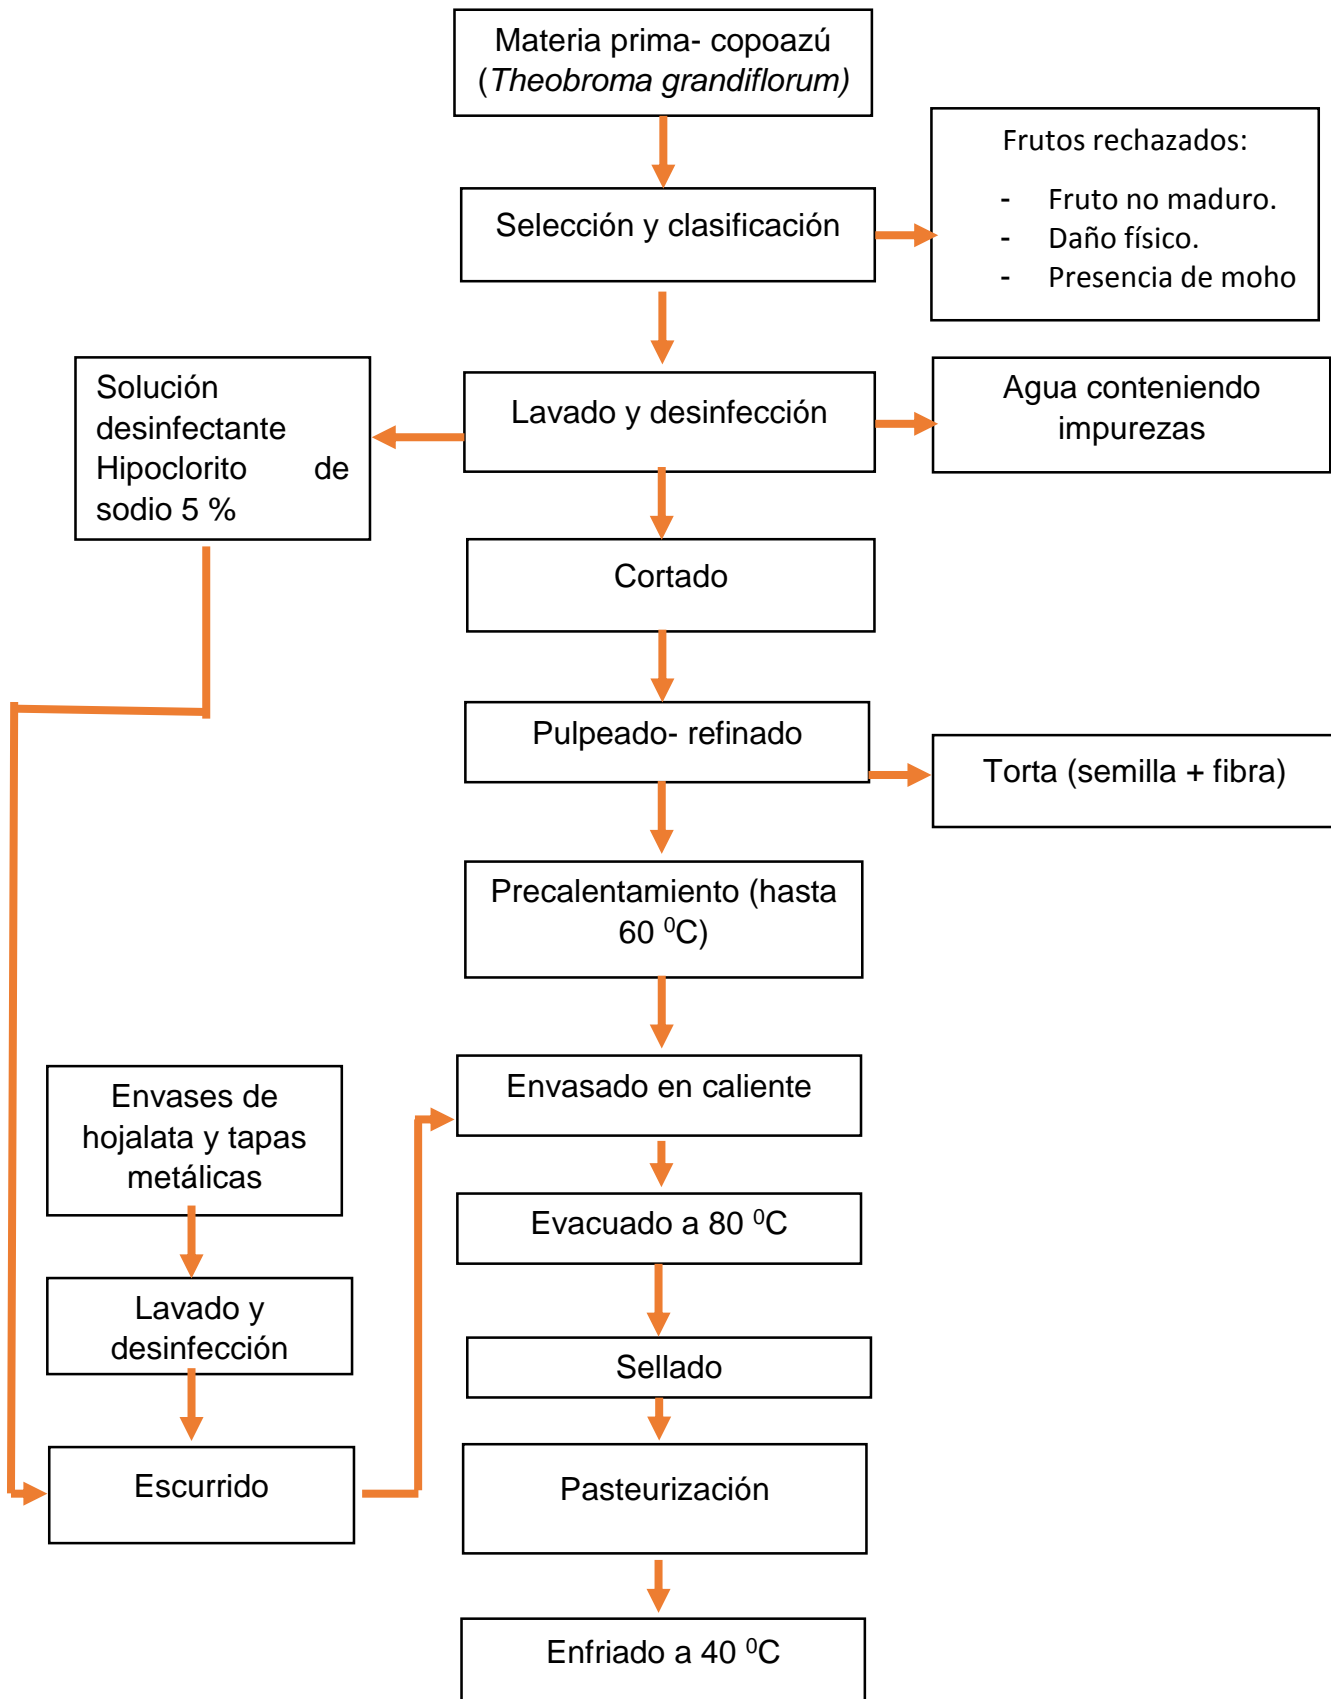 Materia prima- copoazú
(Theobroma grandiflorum)
Frutos rechazados:
- Fruto no maduro.
- Daño físico.
- Presencia de moho
Selección y clasificación
Solución
desinfectante
Hipoclorito de
sodio 5 %
Lavado y desinfección
Agua conteniendo
impurezas
Cortado
Pulpeado- refinado
Torta (semilla + fibra)
Precalentamiento (hasta
60 ⁰C)
Envases de
hojalata y tapas
metálicas
Envasado en caliente
Evacuado a 80 ⁰C
Lavado y
desinfección
Sellado
Escurrido
Pasteurización
Enfriado a 40 ⁰C